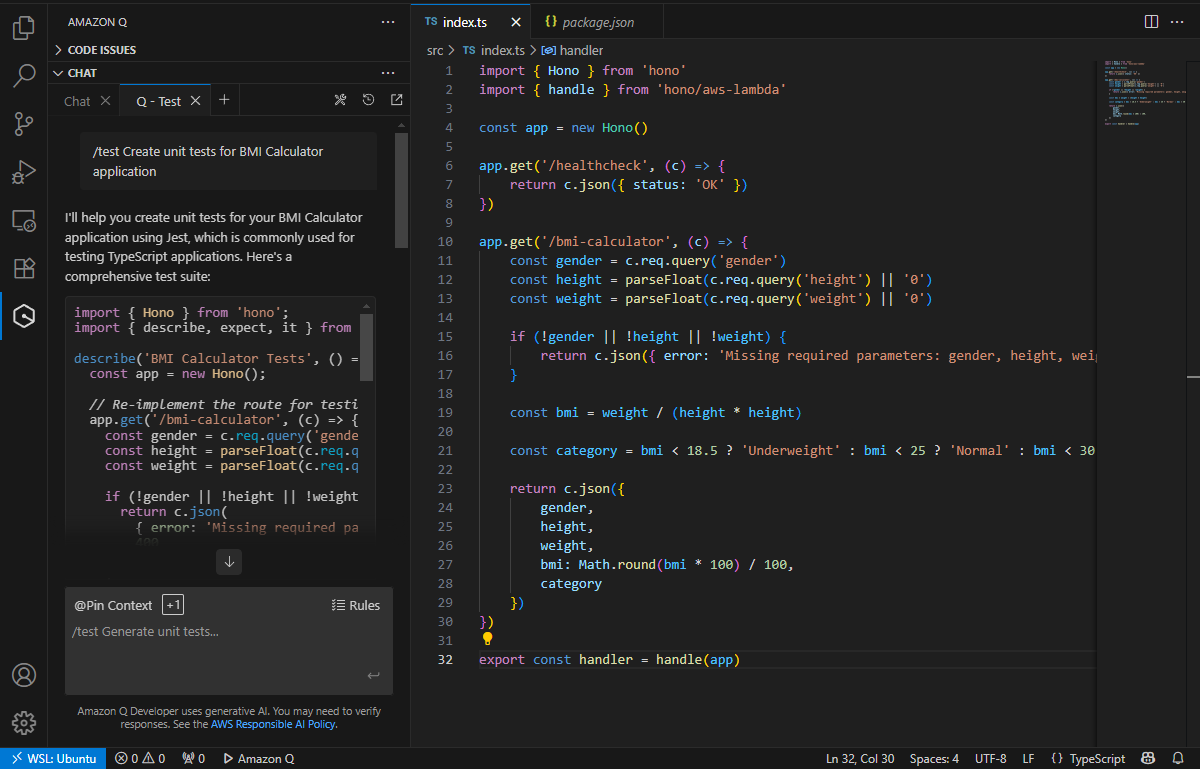 AMAZON Q
CODE ISSUES
CHAT
Chat
Q - Test
/test Create unit tests for BMI Calculator
application
I'll help you create unit tests for your BMI Calculator
application using Jest, which is commonly used for
testing TypeScript applications. Here's a
comprehensive test suite:
import { Hono } from 'hono';
import { describe, expect, it } from
describe('BMI Calculator Tests', () =
const app = new Hono();
// Re-implement the route for testi
app.get('/bmi-calculator', (c) => {
const gender = c.req.query('gende
const height = parseFloat(c.req.q
const weight = parseFloat(c.req.q
if (!gender || !height || !weight
return c.json(
{ error: 'Missing required pa
400
@Pin Context +1 Rules
/test Generate unit tests...
Amazon Q Developer uses generative AI. You may need to verify
responses. See the AWS Responsible AI Policy.
TS index.ts
{} package.json
src > TS index.ts > handler
1 import { Hono } from 'hono'
2 import { handle } from 'hono/aws-lambda'
3
4 const app = new Hono()
5
6 app.get('/healthcheck', (c) => {
7 return c.json({ status: 'OK' })
8 })
9
10 app.get('/bmi-calculator', (c) => {
11 const gender = c.req.query('gender')
12 const height = parseFloat(c.req.query('height') || '0')
13 const weight = parseFloat(c.req.query('weight') || '0')
14
15 if (!gender || !height || !weight) {
16 return c.json({ error: 'Missing required parameters: gender, height, wei
17 }
18
19 const bmi = weight / (height * height)
20
21 const category = bmi < 18.5 ? 'Underweight' : bmi < 25 ? 'Normal' : bmi < 30
22
23 return c.json({
24 gender,
25 height,
26 weight,
27 bmi: Math.round(bmi * 100) / 100,
28 category
29 })
30 })
31
32 export const handler = handle(app)
WSL: Ubuntu 0 0 0 Amazon Q Ln 32, Col 30 Spaces: 4 UTF-8 LF {} TypeScript